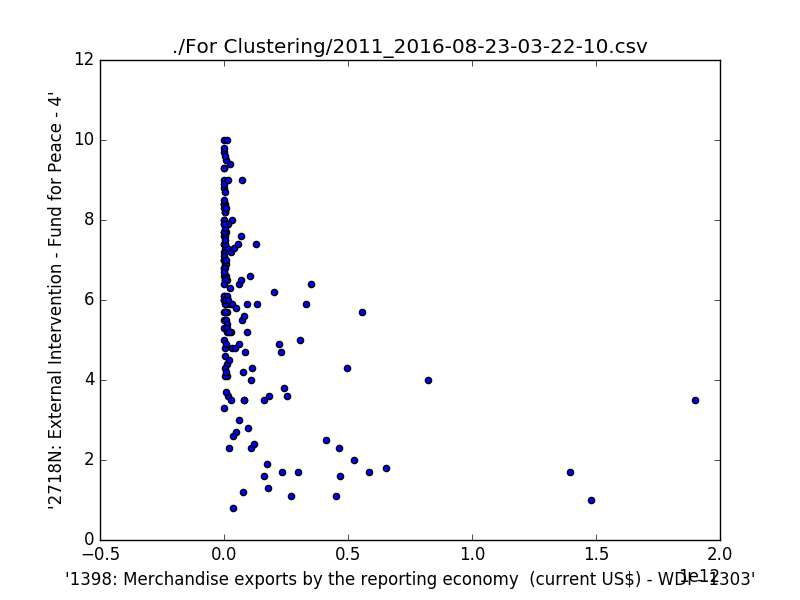 ./For Clustering/2011_2016-08-23-03-22-10.csv
12
10
8
6
4
2
0
'2718N: External Intervention - Fund for Peace - 4'
−0.5 0.0 0.5 1.0 1.5 2.0
1e12
'1398: Merchandise exports by the reporting economy (current US$) - WDI - 1303'